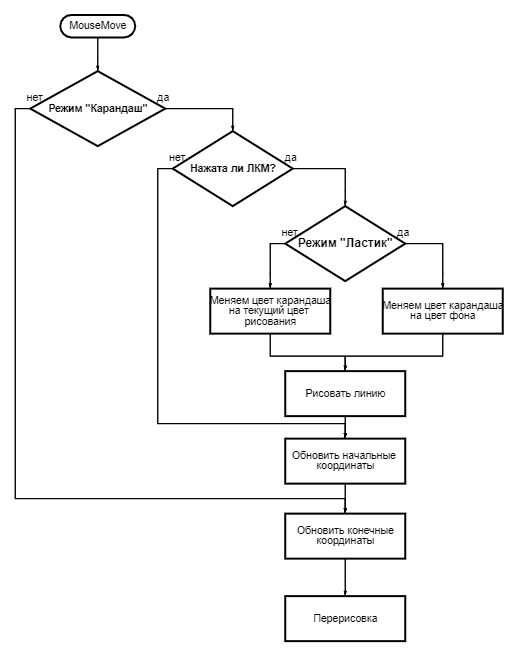 MouseMove
нет
Режим "Карандаш"
да
нет
Нажата ли ЛКМ?
да
нет
Режим "Ластик"
да
Меняем цвет карандаша
на текущий цвет
рисования
Меняем цвет карандаша
на цвет фона
Рисовать линию
Обновить начальные
координаты
Обновить конечные
координаты
Перерисовка